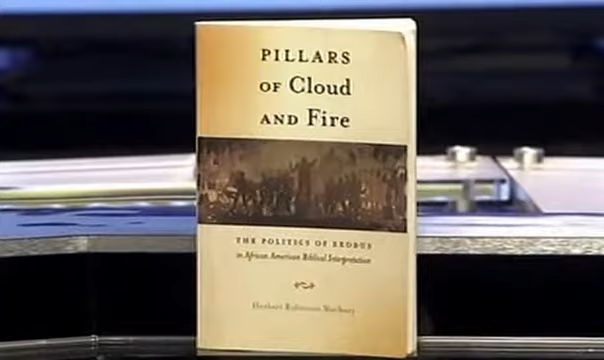 PILLARS
OF Cloud
AND Fire
THE POLITICS OF EXODUS
in African American Biblical Interpretation
Herbert Robinson Marbury